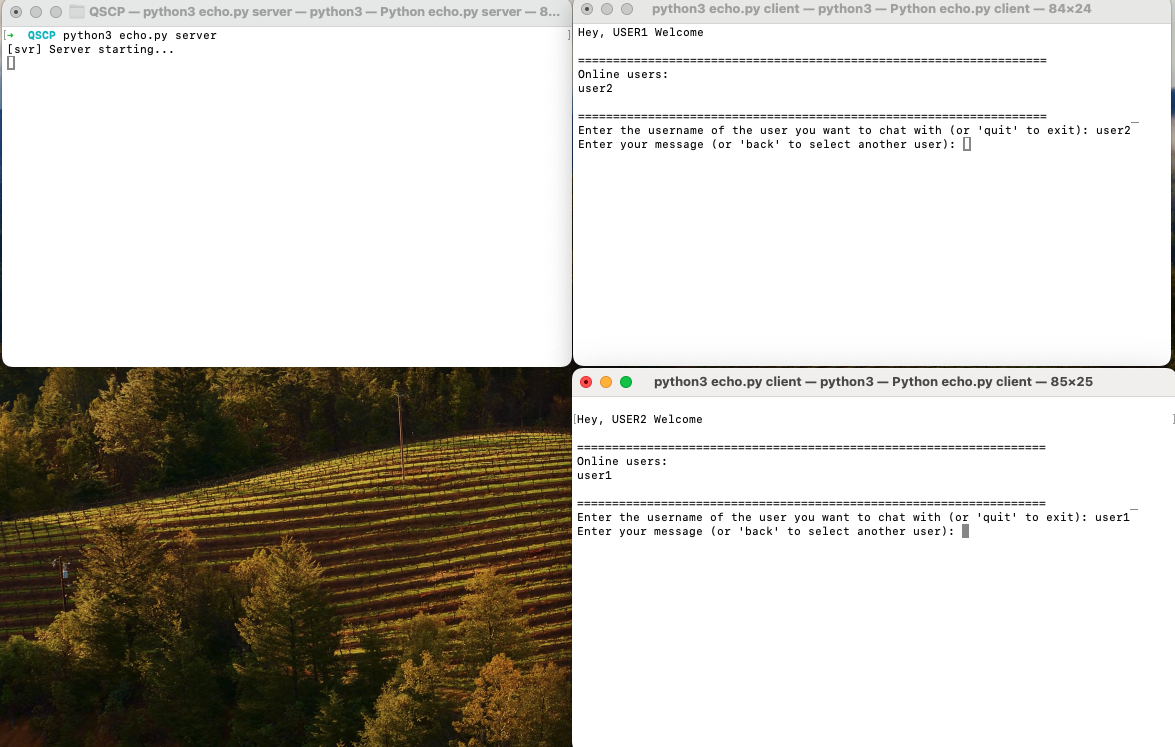 QSCP — python3 echo.py server — python3 — Python echo.py server — 8...
[➜  QSCP python3 echo.py server ]
[svr] Server starting...
python3 echo.py client — python3 — Python echo.py client — 84×24
Hey, USER1 Welcome
===================================================================
Online users:
user2
===================================================================
Enter the username of the user you want to chat with (or 'quit' to exit): user2
Enter your message (or 'back' to select another user):
python3 echo.py client — python3 — Python echo.py client — 85×25
[Hey, USER2 Welcome ]
===================================================================
Online users:
user1
===================================================================
Enter the username of the user you want to chat with (or 'quit' to exit): user1
Enter your message (or 'back' to select another user):